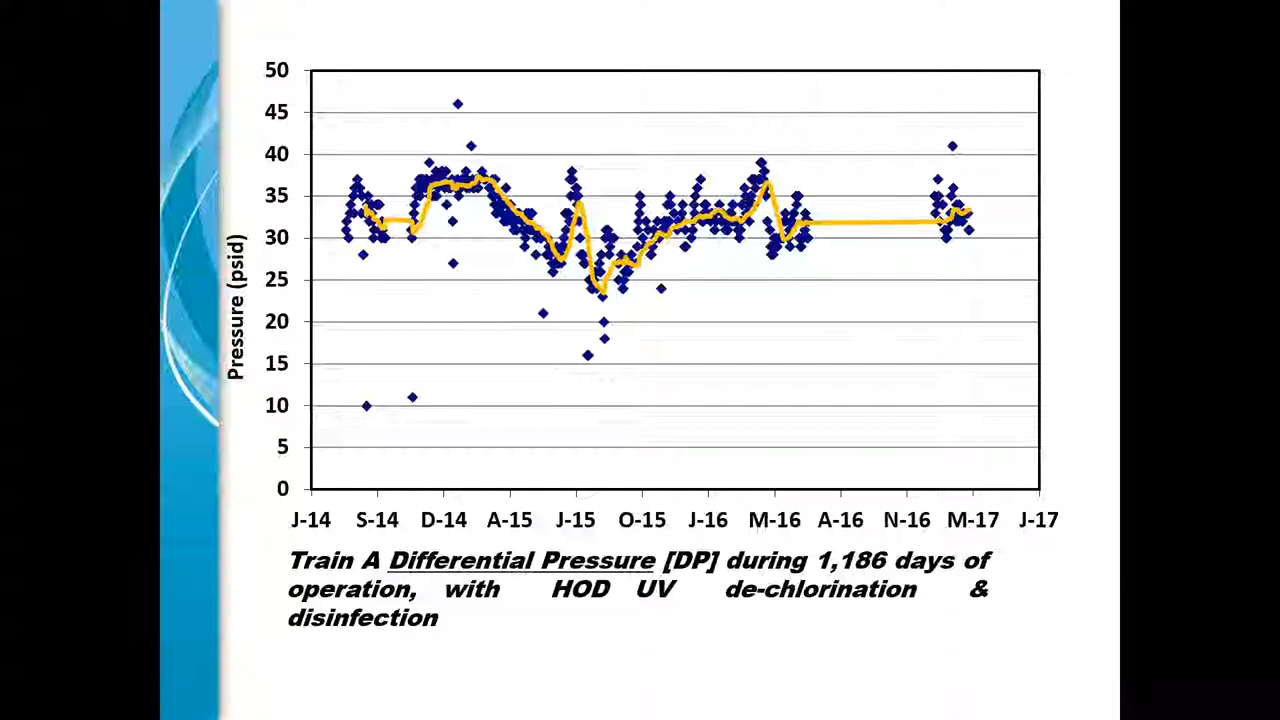 50
45
40
35
30
25
20
15
10
5
0
Pressure (psid)
J-14 S-14 D-14 A-15 J-15 O-15 J-16 M-16 A-16 N-16 M-17 J-17
Train A Differential Pressure [DP] during 1,186 days of
operation, with HOD UV de-chlorination &
disinfection